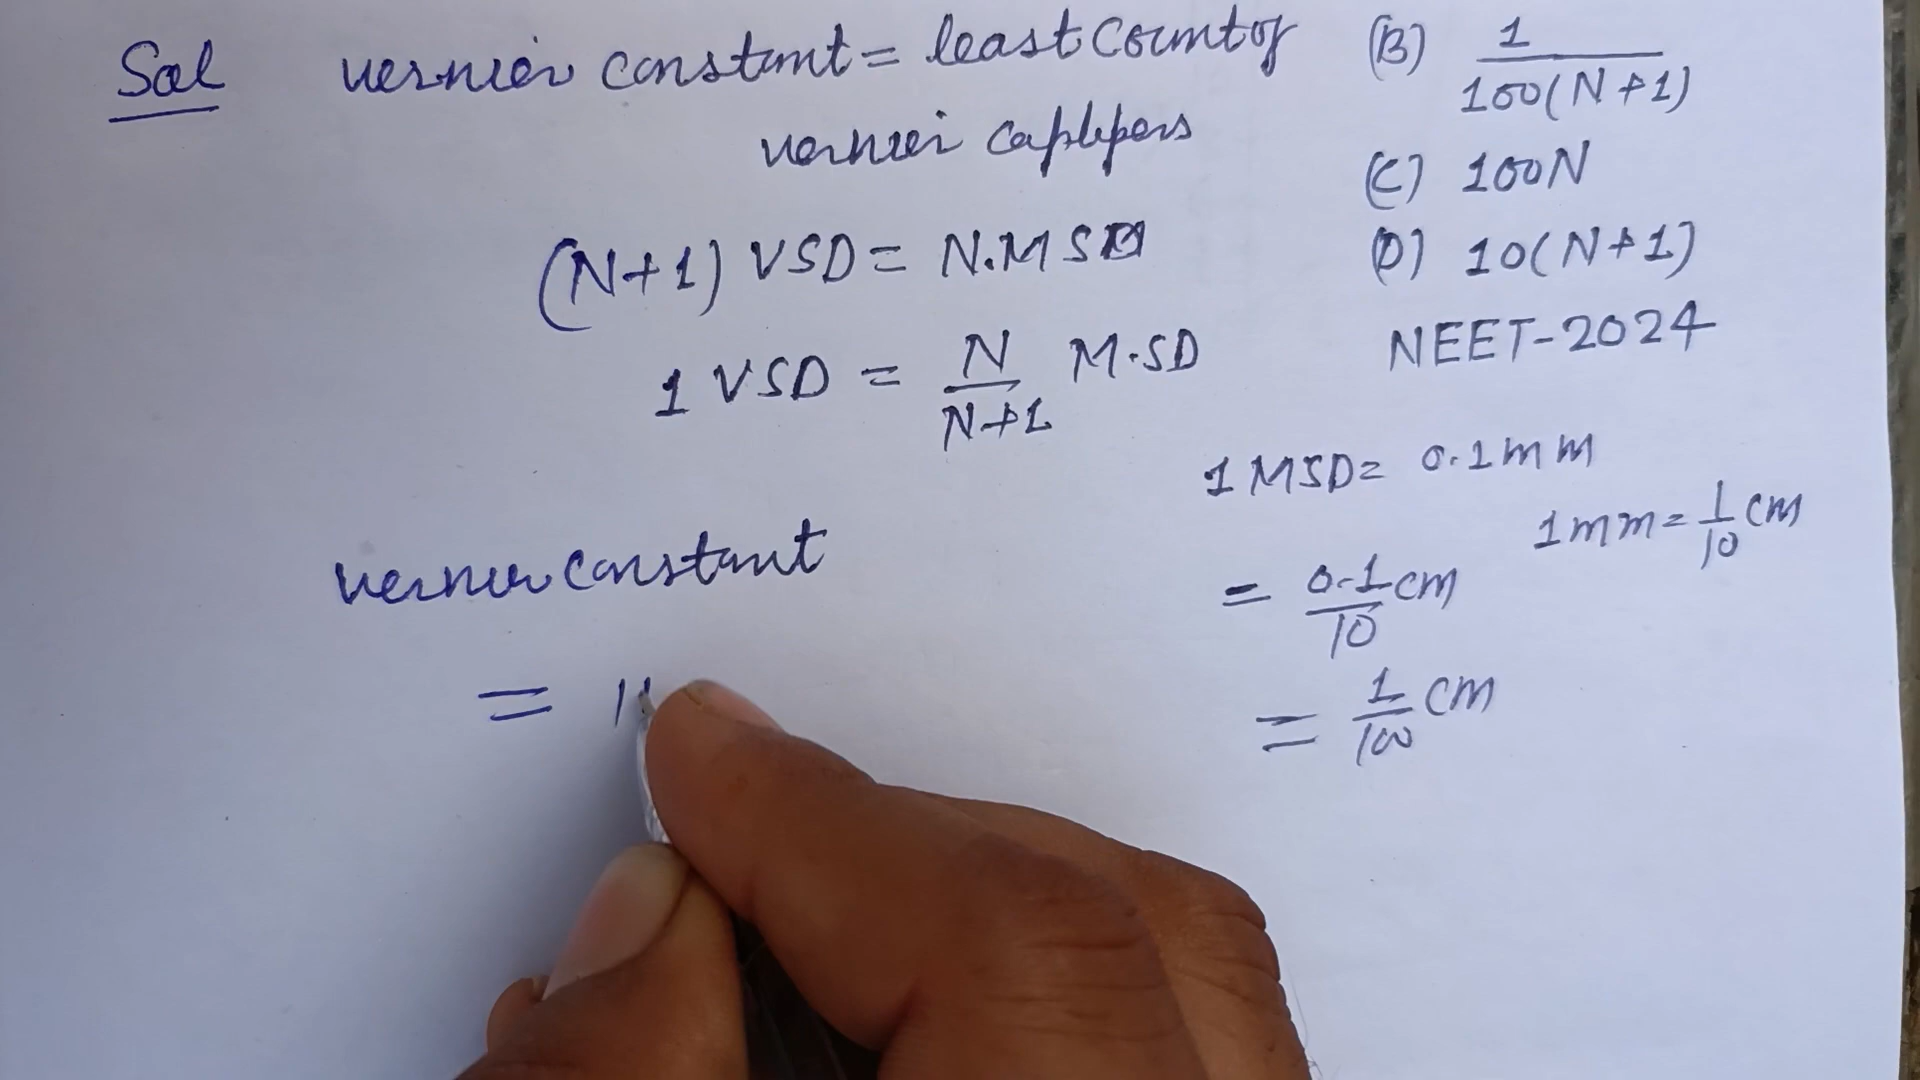 Sol vernier constant = least count of
vernier caplipers
(N+1) VSD = N.MSD
1 VSD = N/N+1 M.SD
(B) 1/100(N+1)
(C) 100N
(D) 10(N+1)
NEET-2024
1 MSD = 0.1mm
1mm = 1/10 cm
= 0.1/10 cm
= 1/100 cm
vernier constant
= 1